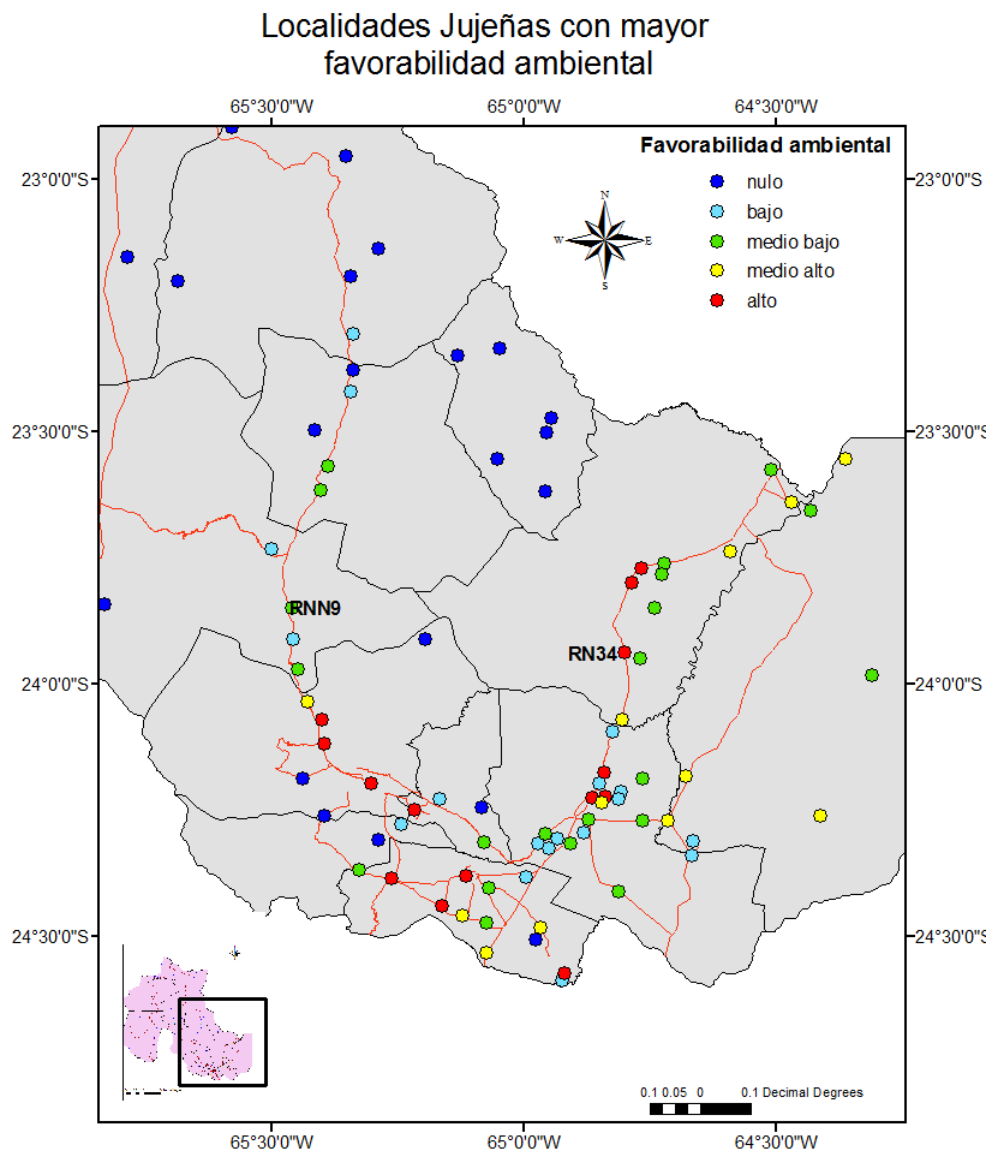 Localidades Jujeñas con mayor
favorabilidad ambiental
65°30'0"W 65°0'0"W 64°30'0"W
Favorabilidad ambiental
nulo
bajo
medio bajo
medio alto
alto
N
W E
S
23°0'0"S 23°0'0"S
23°30'0"S 23°30'0"S
RNN9
RN34
24°0'0"S 24°0'0"S
24°30'0"S 24°30'0"S
0.1 0.05 0 0.1 Decimal Degrees
65°30'0"W 65°0'0"W 64°30'0"W